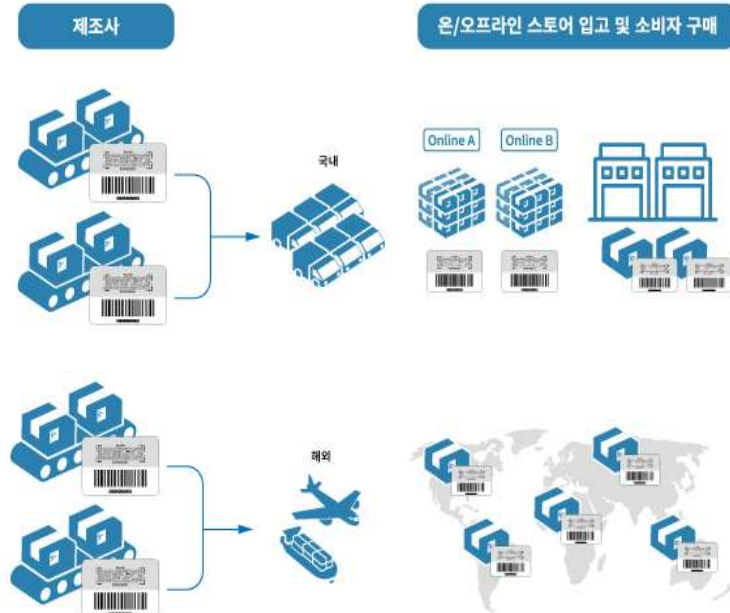 제조사
온/오프라인 스토어 입고 및 소비자 구매
Online A
Online B
국내
해외